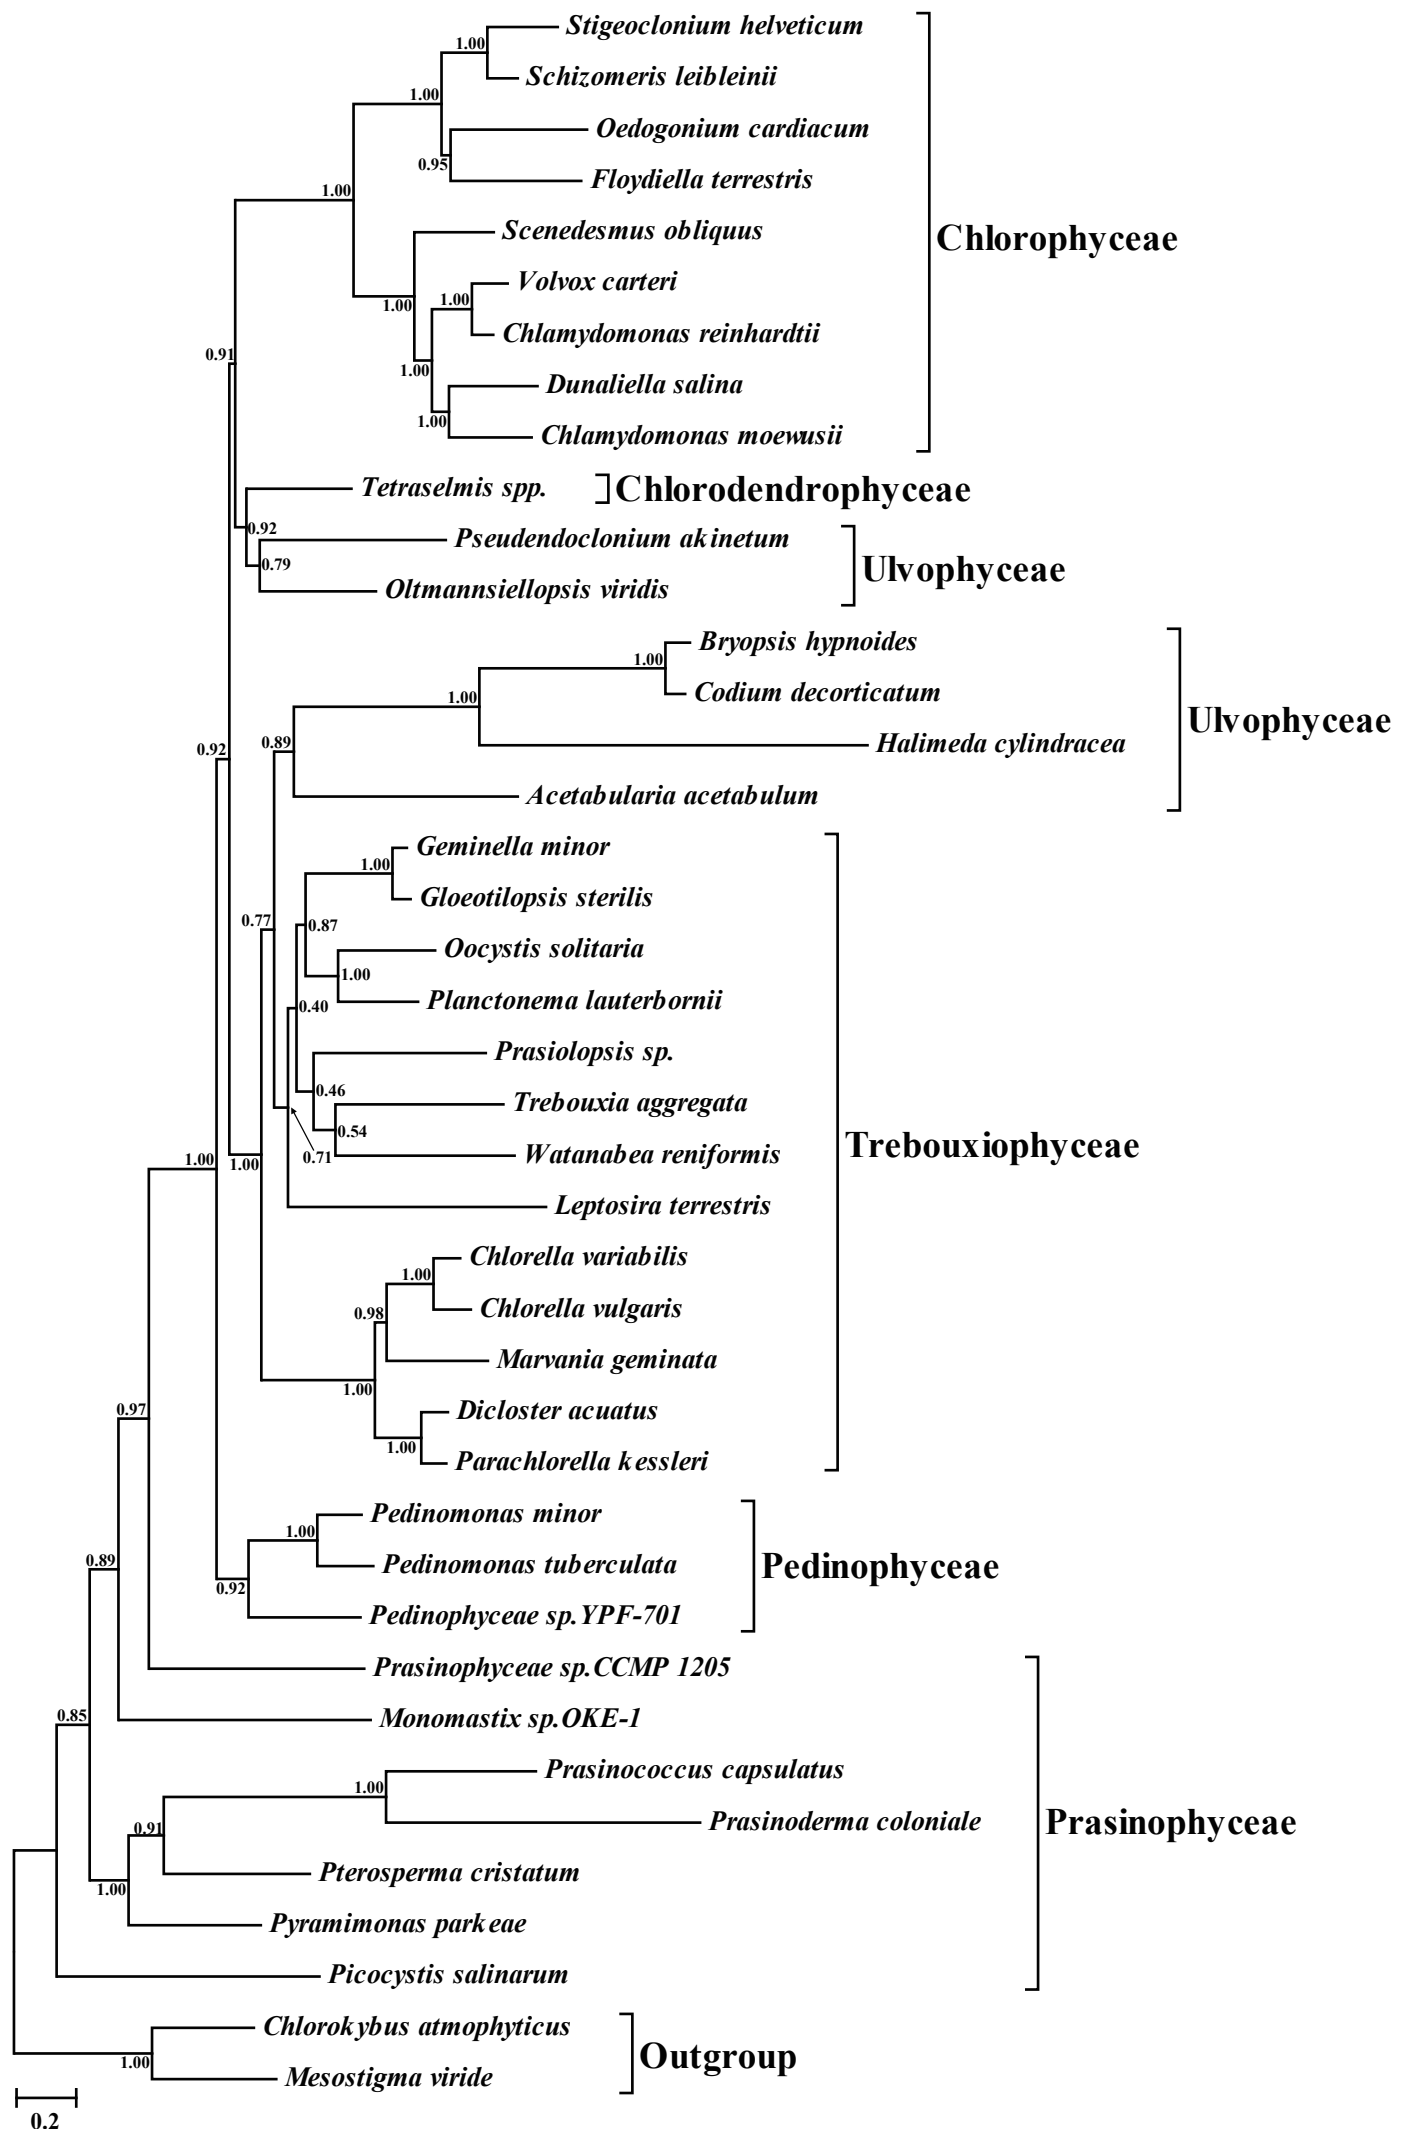 Stigeoclonium helveticum
1.00
Schizomeris leibleinii
1.00
Oedogonium cardiacum
0.95
Floydiella terrestris
1.00
Scenedesmus obliquus
Chlorophyceae
Volvox carteri
1.00
1.00
Chlamydomonas reinhardtii
0.91
1.00
Dunaliella salina
1.00
Chlamydomonas moewusii
Tetraselmis spp.
Chlorodendrophyceae
0.92
Pseudendoclonium akinetum
0.79
Ulvophyceae
Oltmannsiellopsis viridis
Bryopsis hypnoides
1.00
Codium decorticatum
1.00
Ulvophyceae
0.89
Halimeda cylindracea
0.92
Acetabularia acetabulum
Geminella minor
1.00
Gloeotilopsis sterilis
0.77
0.87
Oocystis solitaria
1.00
Planctonema lauterbornii
0.40
Prasiolopsis sp.
0.46
Trebouxia aggregata
0.54
Trebouxiophyceae
Watanabea reniformis
0.71
1.00
1.00
Leptosira terrestris
Chlorella variabilis
1.00
Chlorella vulgaris
0.98
Marvania geminata
1.00
Dicloster acuatus
0.97
1.00
Parachlorella kessleri
Pedinomonas minor
1.00
Pedinomonas tuberculata
Pedinophyceae
0.89
0.92
Pedinophyceae sp.YPF-701
Prasinophyceae sp.CCMP 1205
0.85
Monomastix sp.OKE-1
Prasinococcus capsulatus
1.00
Prasinoderma coloniale
Prasinophyceae
0.91
Pterosperma cristatum
1.00
Pyramimonas parkeae
Picocystis salinarum
Chlorokybus atmophyticus
1.00
Outgroup
Mesostigma viride
0.2